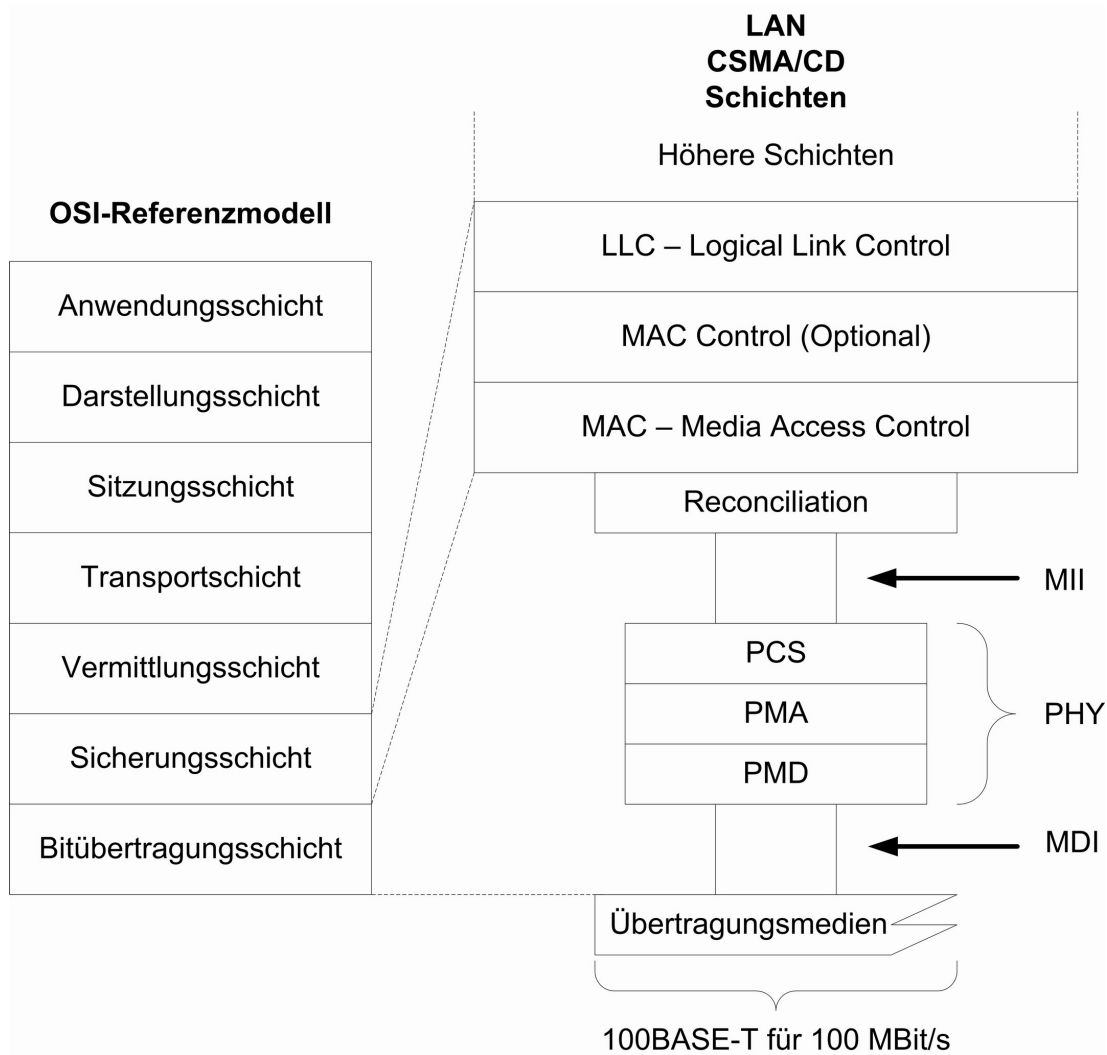 LAN
CSMA/CD
Schichten
Höhere Schichten
OSI-Referenzmodell
LLC – Logical Link Control
Anwendungsschicht
MAC Control (Optional)
Darstellungsschicht
MAC – Media Access Control
Sitzungsschicht
Reconciliation
Transportschicht
MII
Vermittlungsschicht
PCS
PMA
PHY
Sicherungsschicht
PMD
Bitübertragungsschicht
MDI
Übertragungsmedien
100BASE-T für 100 MBit/s